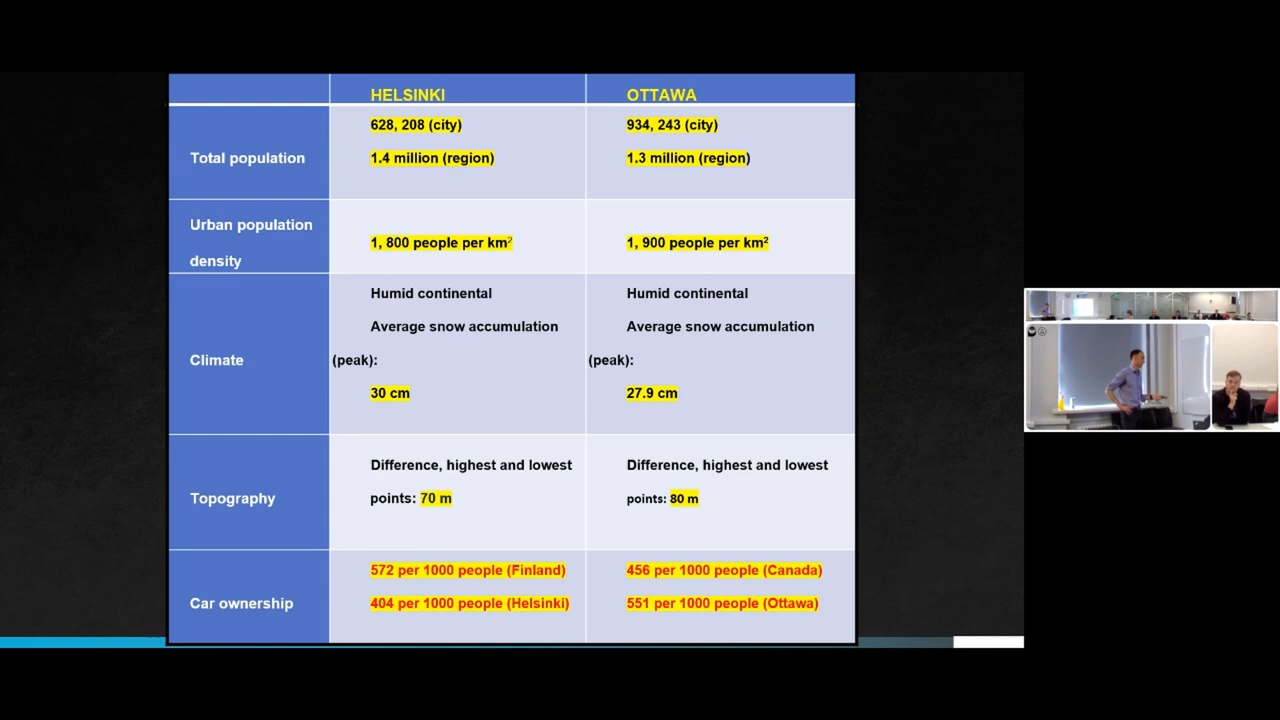 HELSINKI OTTAWA
Total population
628, 208 (city)
1.4 million (region)
934, 243 (city)
1.3 million (region)
Urban population
density
1, 800 people per km²
1, 900 people per km²
Climate
Humid continental
Average snow accumulation
(peak):
30 cm
Humid continental
Average snow accumulation
(peak):
27.9 cm
Topography
Difference, highest and lowest
points: 70 m
Difference, highest and lowest
points: 80 m
Car ownership
572 per 1000 people (Finland)
404 per 1000 people (Helsinki)
456 per 1000 people (Canada)
551 per 1000 people (Ottawa)